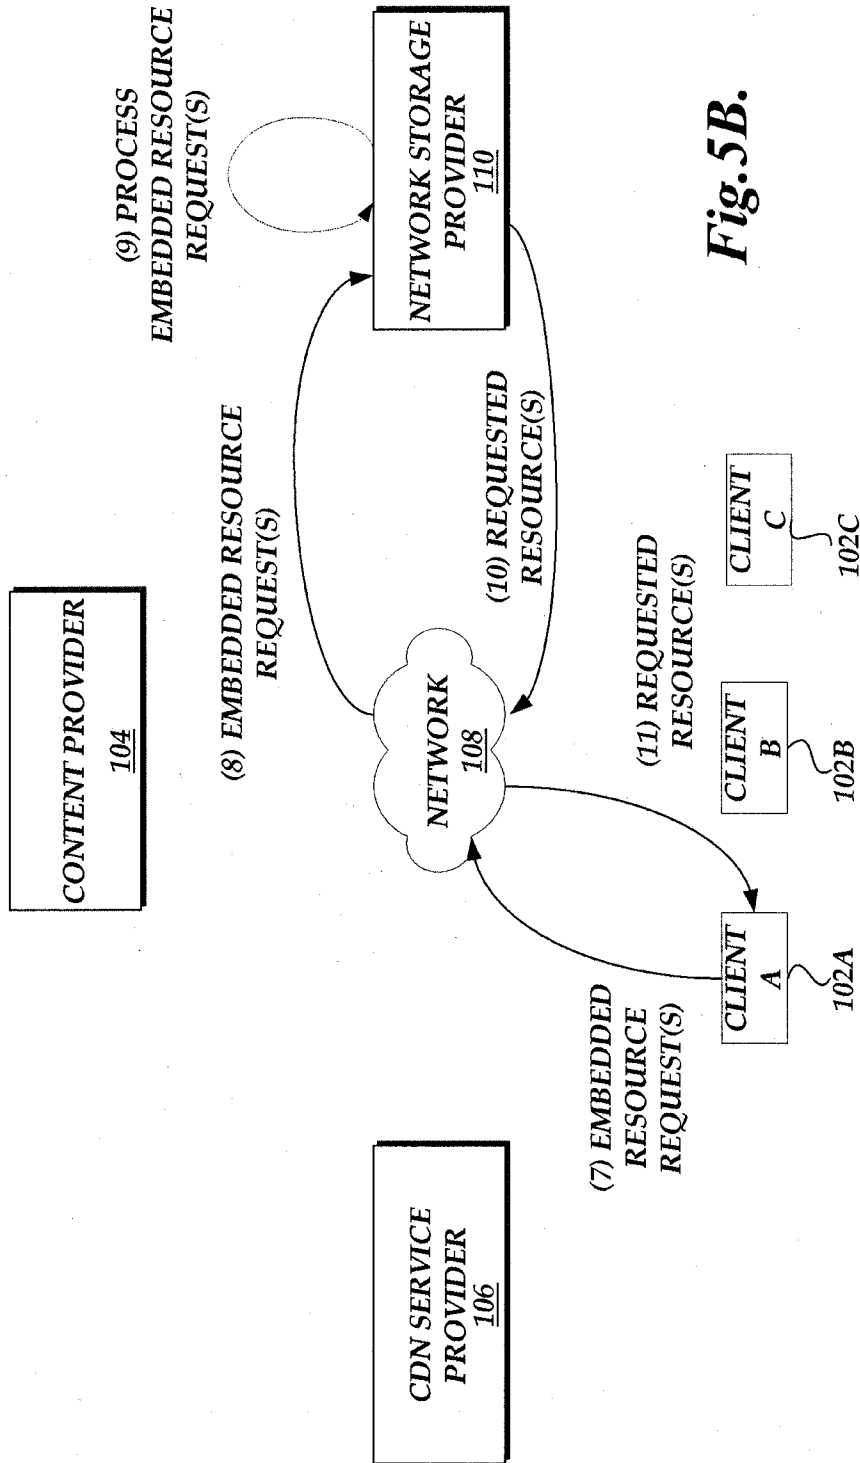 CONTENT PROVIDER
104
(9) PROCESS
EMBEDDED RESOURCE
REQUEST(S)
(8) EMBEDDED RESOURCE
REQUEST(S)
CDN SERVICE
PROVIDER
106
NETWORK
108
NETWORK STORAGE
PROVIDER
110
(10) REQUESTED
RESOURCE(S)
(7) EMBEDDED
RESOURCE
REQUEST(S)
(11) REQUESTED
RESOURCE(S)
CLIENT
A
102A
CLIENT
B
102B
CLIENT
C
102C
Fig.5B.